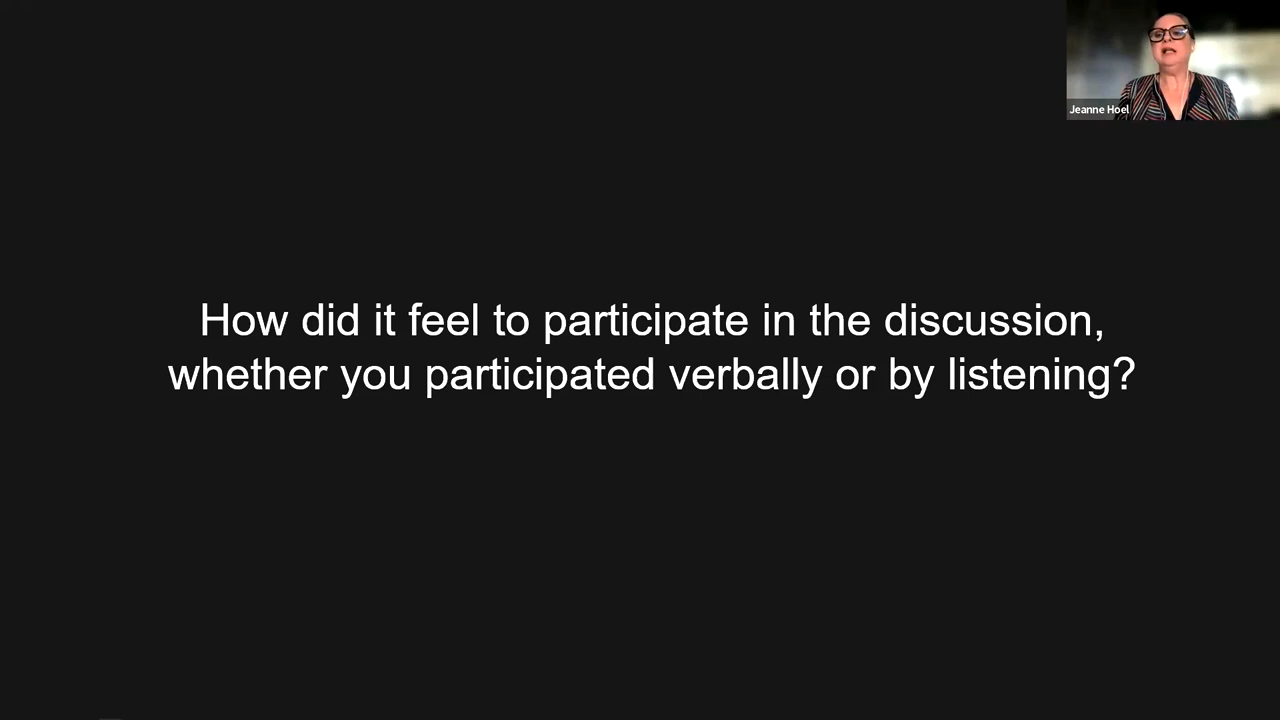 Jeanne Hoel
How did it feel to participate in the discussion,
whether you participated verbally or by listening?